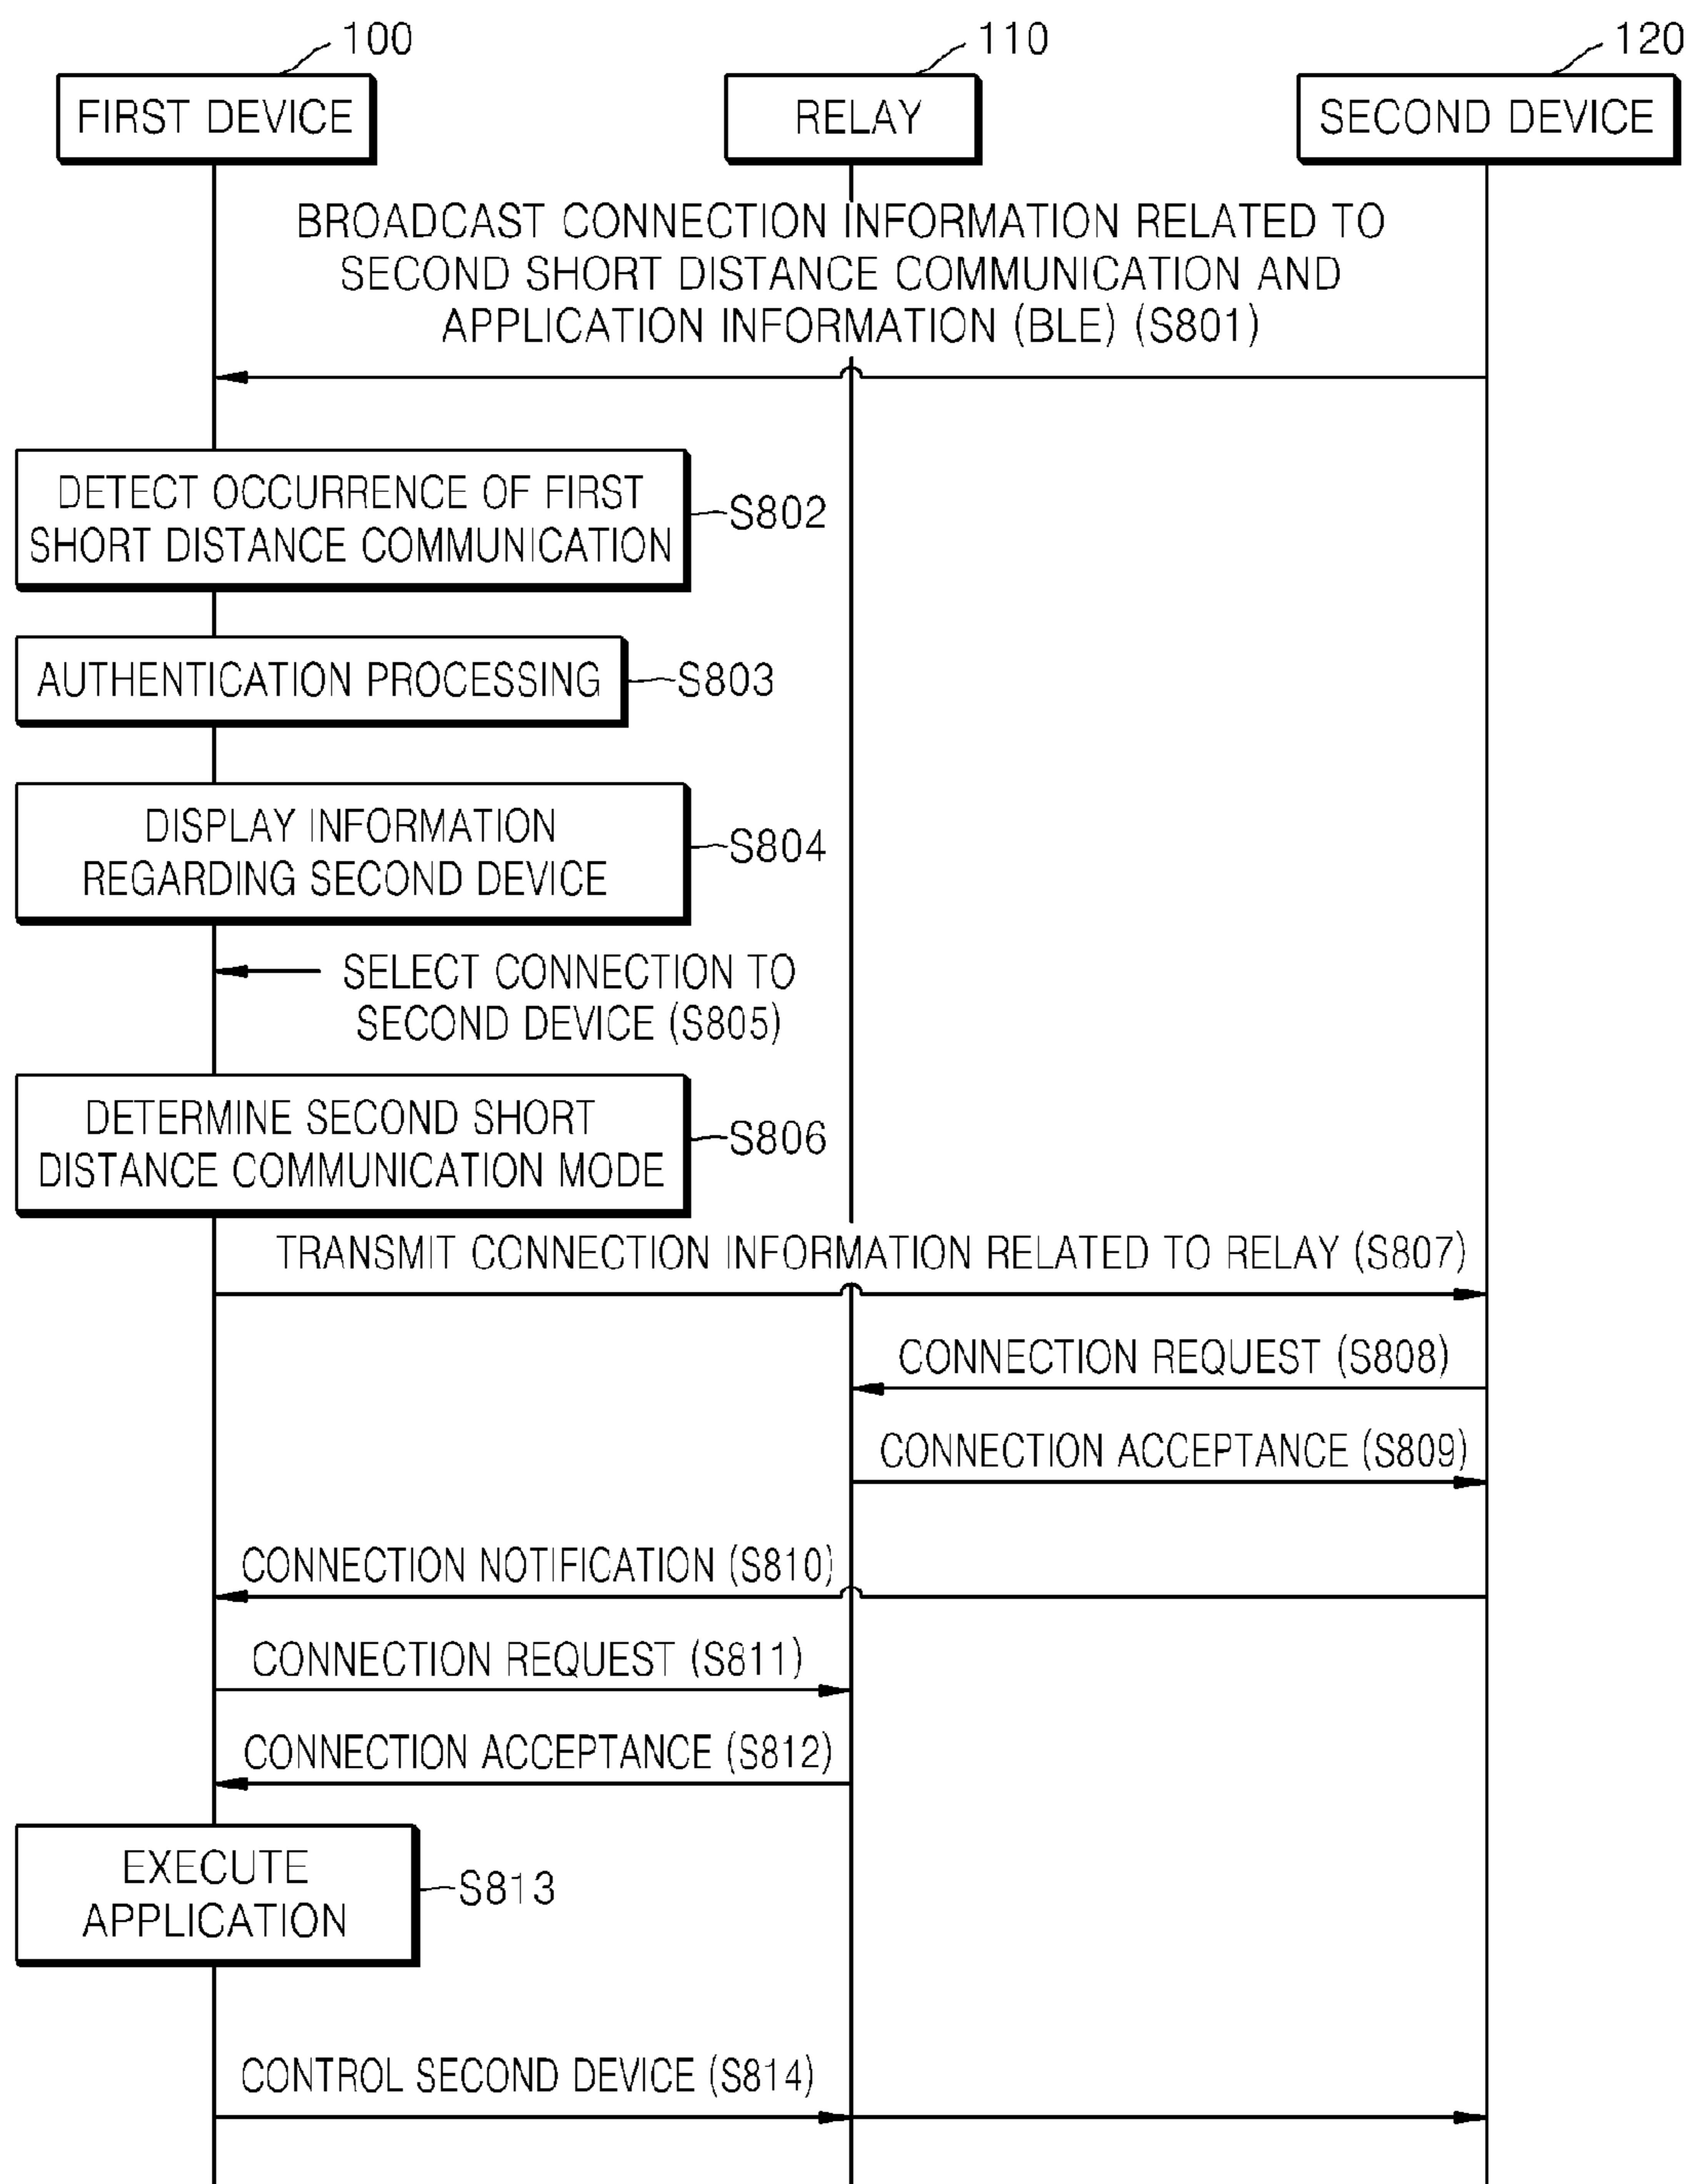 100
110
120
FIRST DEVICE
RELAY
SECOND DEVICE
BROADCAST CONNECTION INFORMATION RELATED TO
SECOND SHORT DISTANCE COMMUNICATION AND
APPLICATION INFORMATION (BLE) (S801)
DETECT OCCURRENCE OF FIRST
SHORT DISTANCE COMMUNICATION
S802
AUTHENTICATION PROCESSING
S803
DISPLAY INFORMATION
REGARDING SECOND DEVICE
S804
SELECT CONNECTION TO
SECOND DEVICE (S805)
DETERMINE SECOND SHORT
DISTANCE COMMUNICATION MODE
S806
TRANSMIT CONNECTION INFORMATION RELATED TO RELAY (S807)
CONNECTION REQUEST (S808)
CONNECTION ACCEPTANCE (S809)
CONNECTION NOTIFICATION (S810)
CONNECTION REQUEST (S811)
CONNECTION ACCEPTANCE (S812)
EXECUTE
APPLICATION
S813
CONTROL SECOND DEVICE (S814)